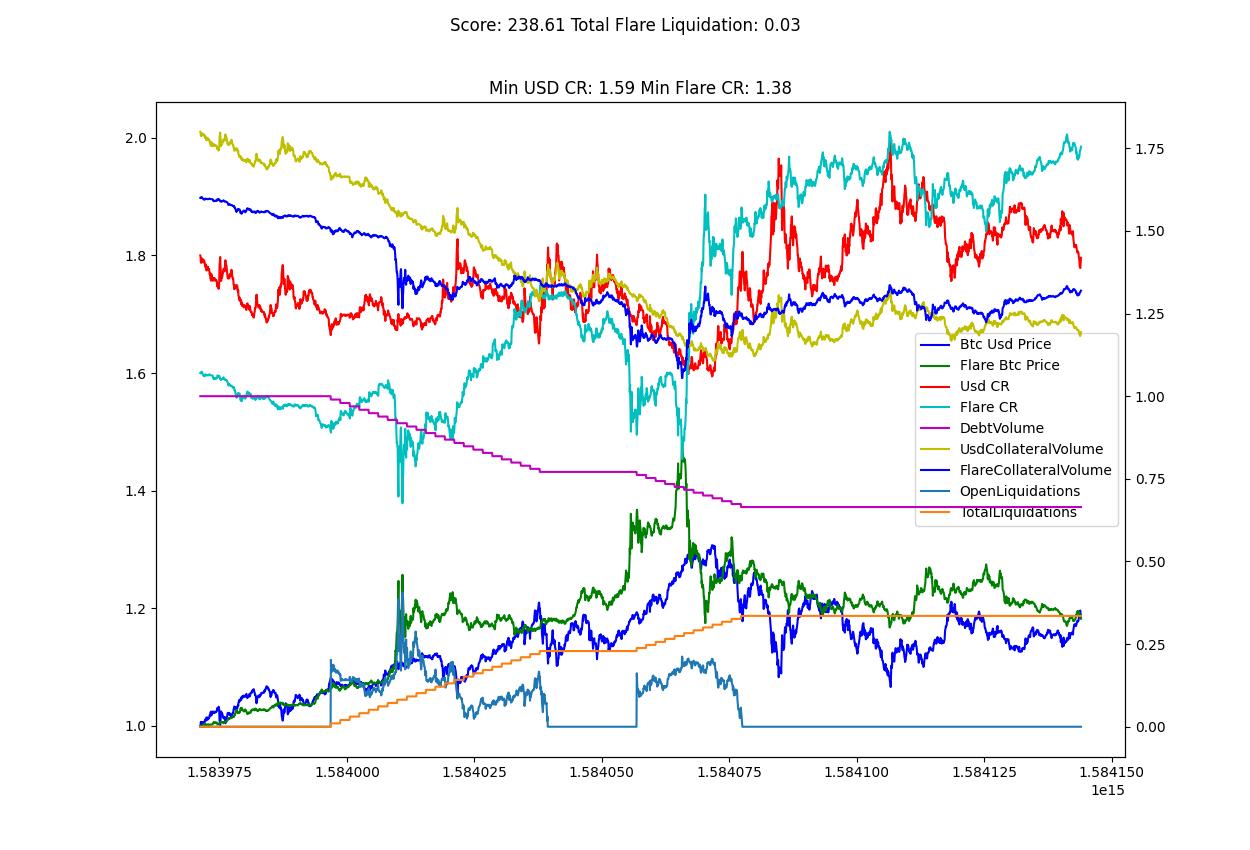 Score: 238.61 Total Flare Liquidation: 0.03
Min USD CR: 1.59 Min Flare CR: 1.38
2.0
1.8
1.6
1.4
1.2
1.0
1.75
1.50
1.25
1.00
0.75
0.50
0.25
0.00
Btc Usd Price
Flare Btc Price
Usd CR
Flare CR
DebtVolume
UsdCollateralVolume
FlareCollateralVolume
OpenLiquidations
TotalLiquidations
1.583975 1.584000 1.584025 1.584050 1.584075 1.584100 1.584125 1.584150
1e15